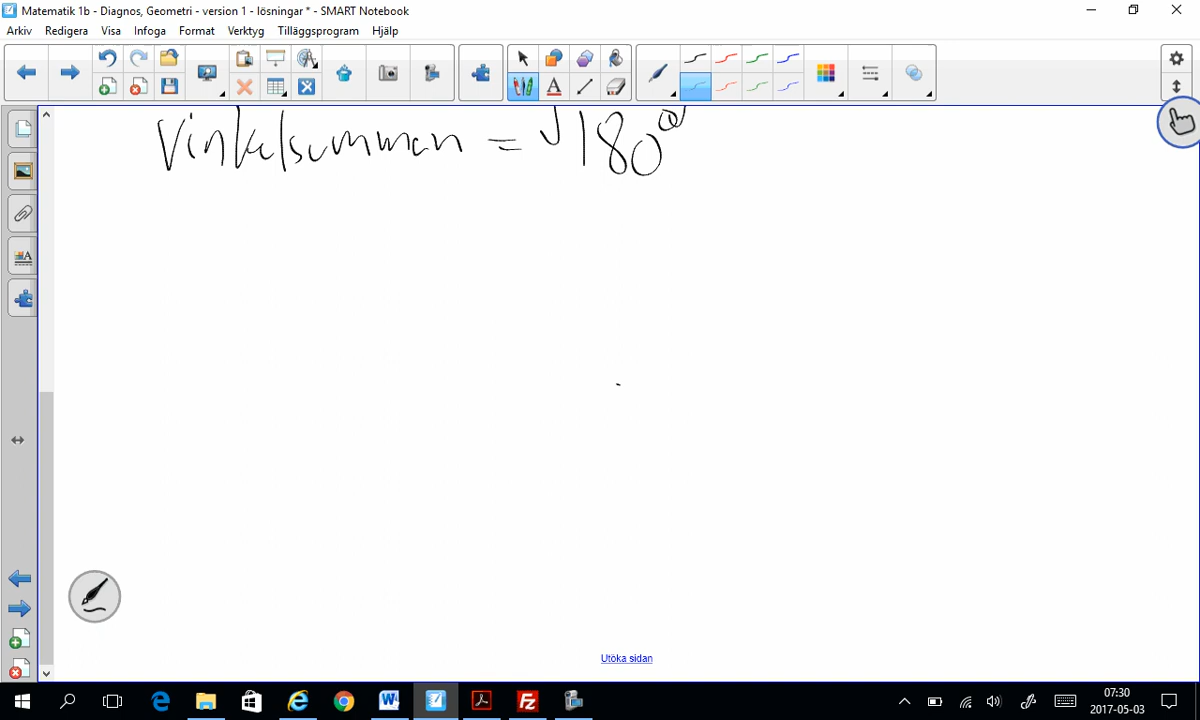 Matematik 1b - Diagnos, Geometri - version 1 - lösningar * - SMART Notebook
Arkiv Redigera Visa Infoga Format Verktyg Tilläggsprogram Hjälp
Vinkelsumman = 180°
Utöka sidan
07:30
2017-05-03